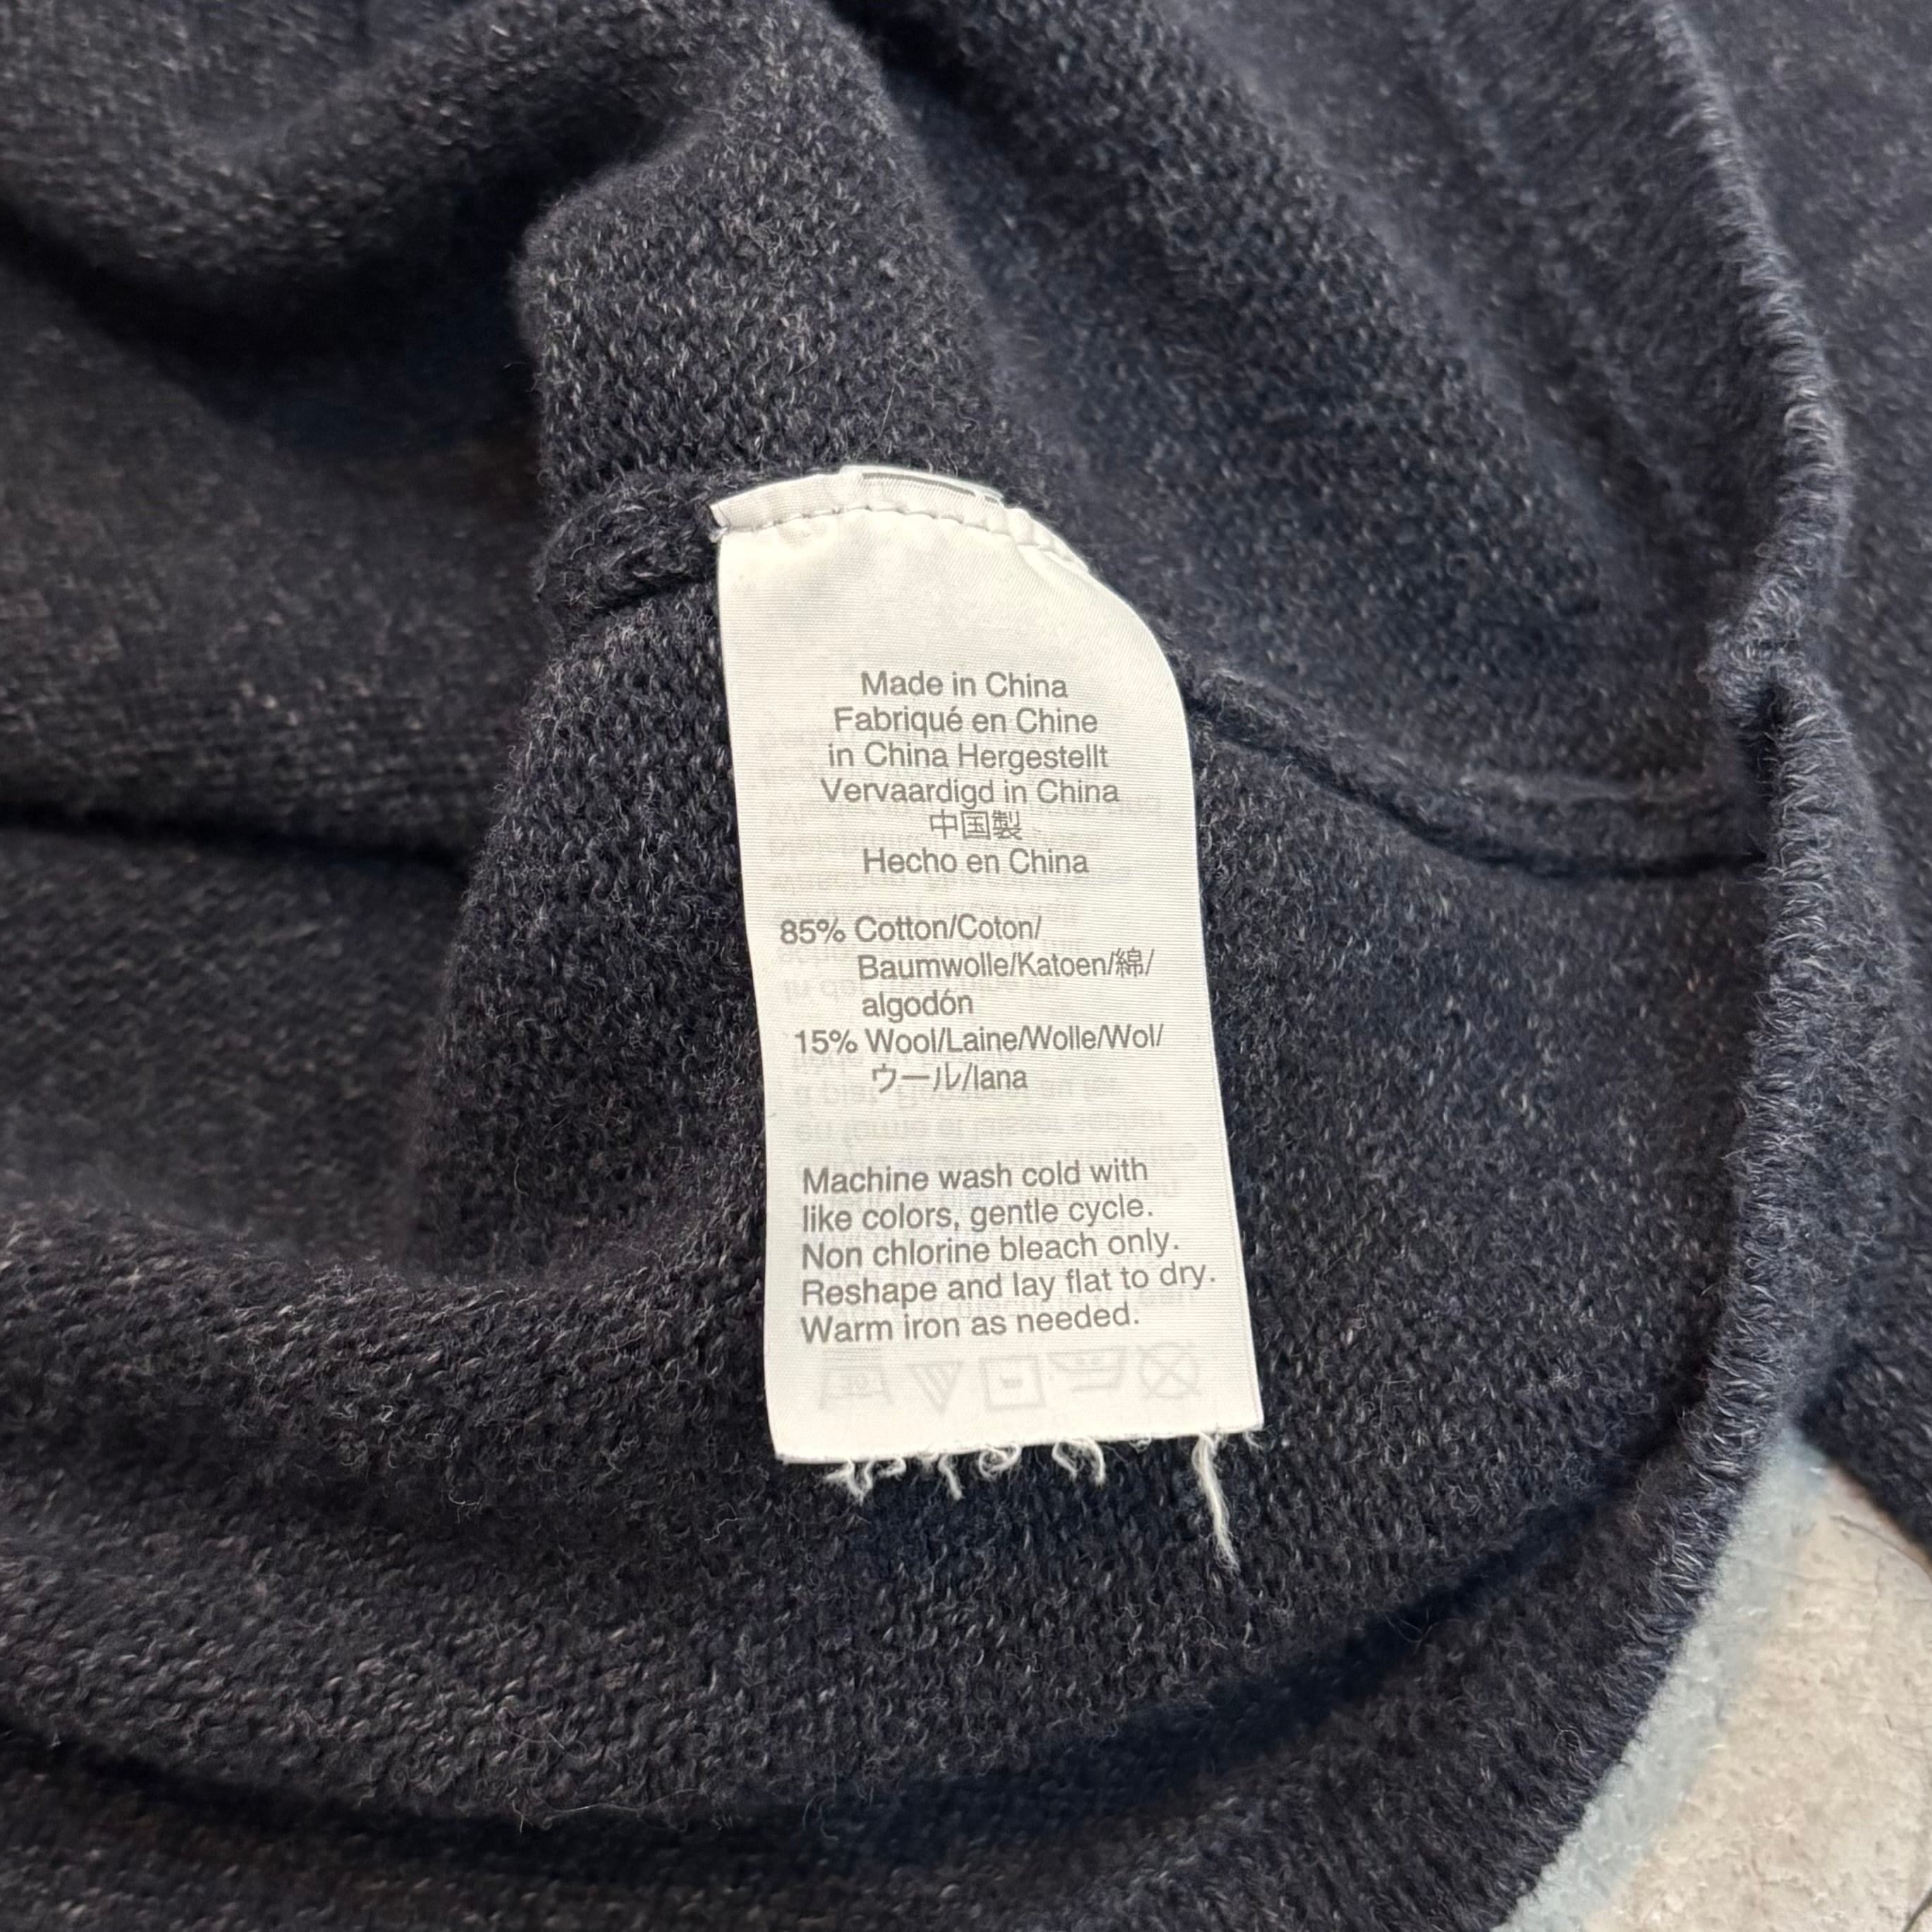 Made in China
Fabriqué en Chine
in China Hergestellt
Vervaardigd in China
中国製
Hecho en China
85% Cotton/Coton/
Baumwolle/Katoen/綿/
algodón
15% Wool/Laine/Wolle/Wol/
ウール/lana
Machine wash cold with
like colors, gentle cycle.
Non chlorine bleach only.
Reshape and lay flat to dry.
Warm iron as needed.